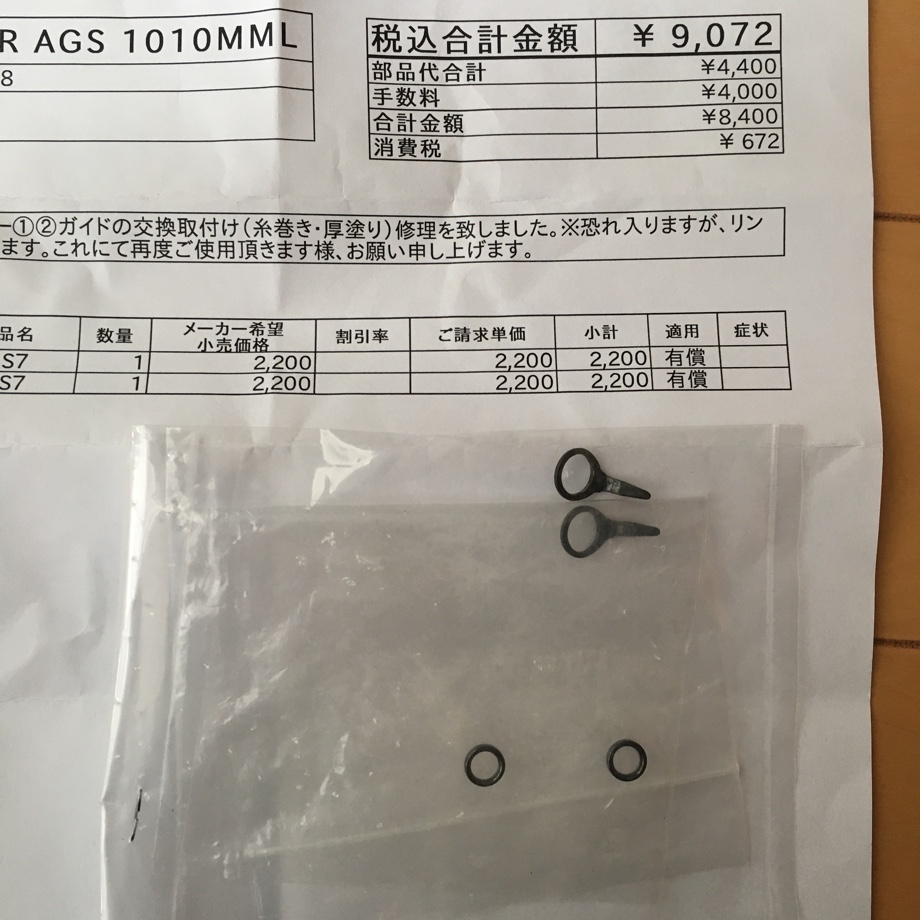 R AGS 1010MML
8
税込合計金額 ¥ 9,072
部品代合計 ¥4,400
手数料 ¥4,000
合計金額 ¥8,400
消費税 ¥ 672
ー①②ガイドの交換取付け(糸巻き・厚塗り)修理を致しました。※恐れ入りますが、リン
ます。これにて再度ご使用頂きます様、お願い申し上げます。
品名 数量 メーカー希望 割引率 ご請求単価 小計 適用 症状
小売価格
S7 1 2,200 2,200 2,200 有償
S7 1 2,200 2,200 2,200 有償